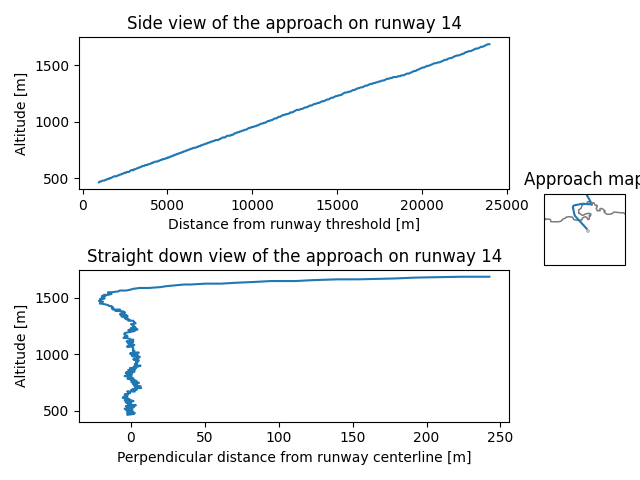 Side view of the approach on runway 14
1500
1000
500
Altitude [m]
0 5000 10000 15000 20000 25000
Distance from runway threshold [m]
Approach map
Straight down view of the approach on runway 14
1500
1000
500
Altitude [m]
0 50 100 150 200 250
Perpendicular distance from runway centerline [m]